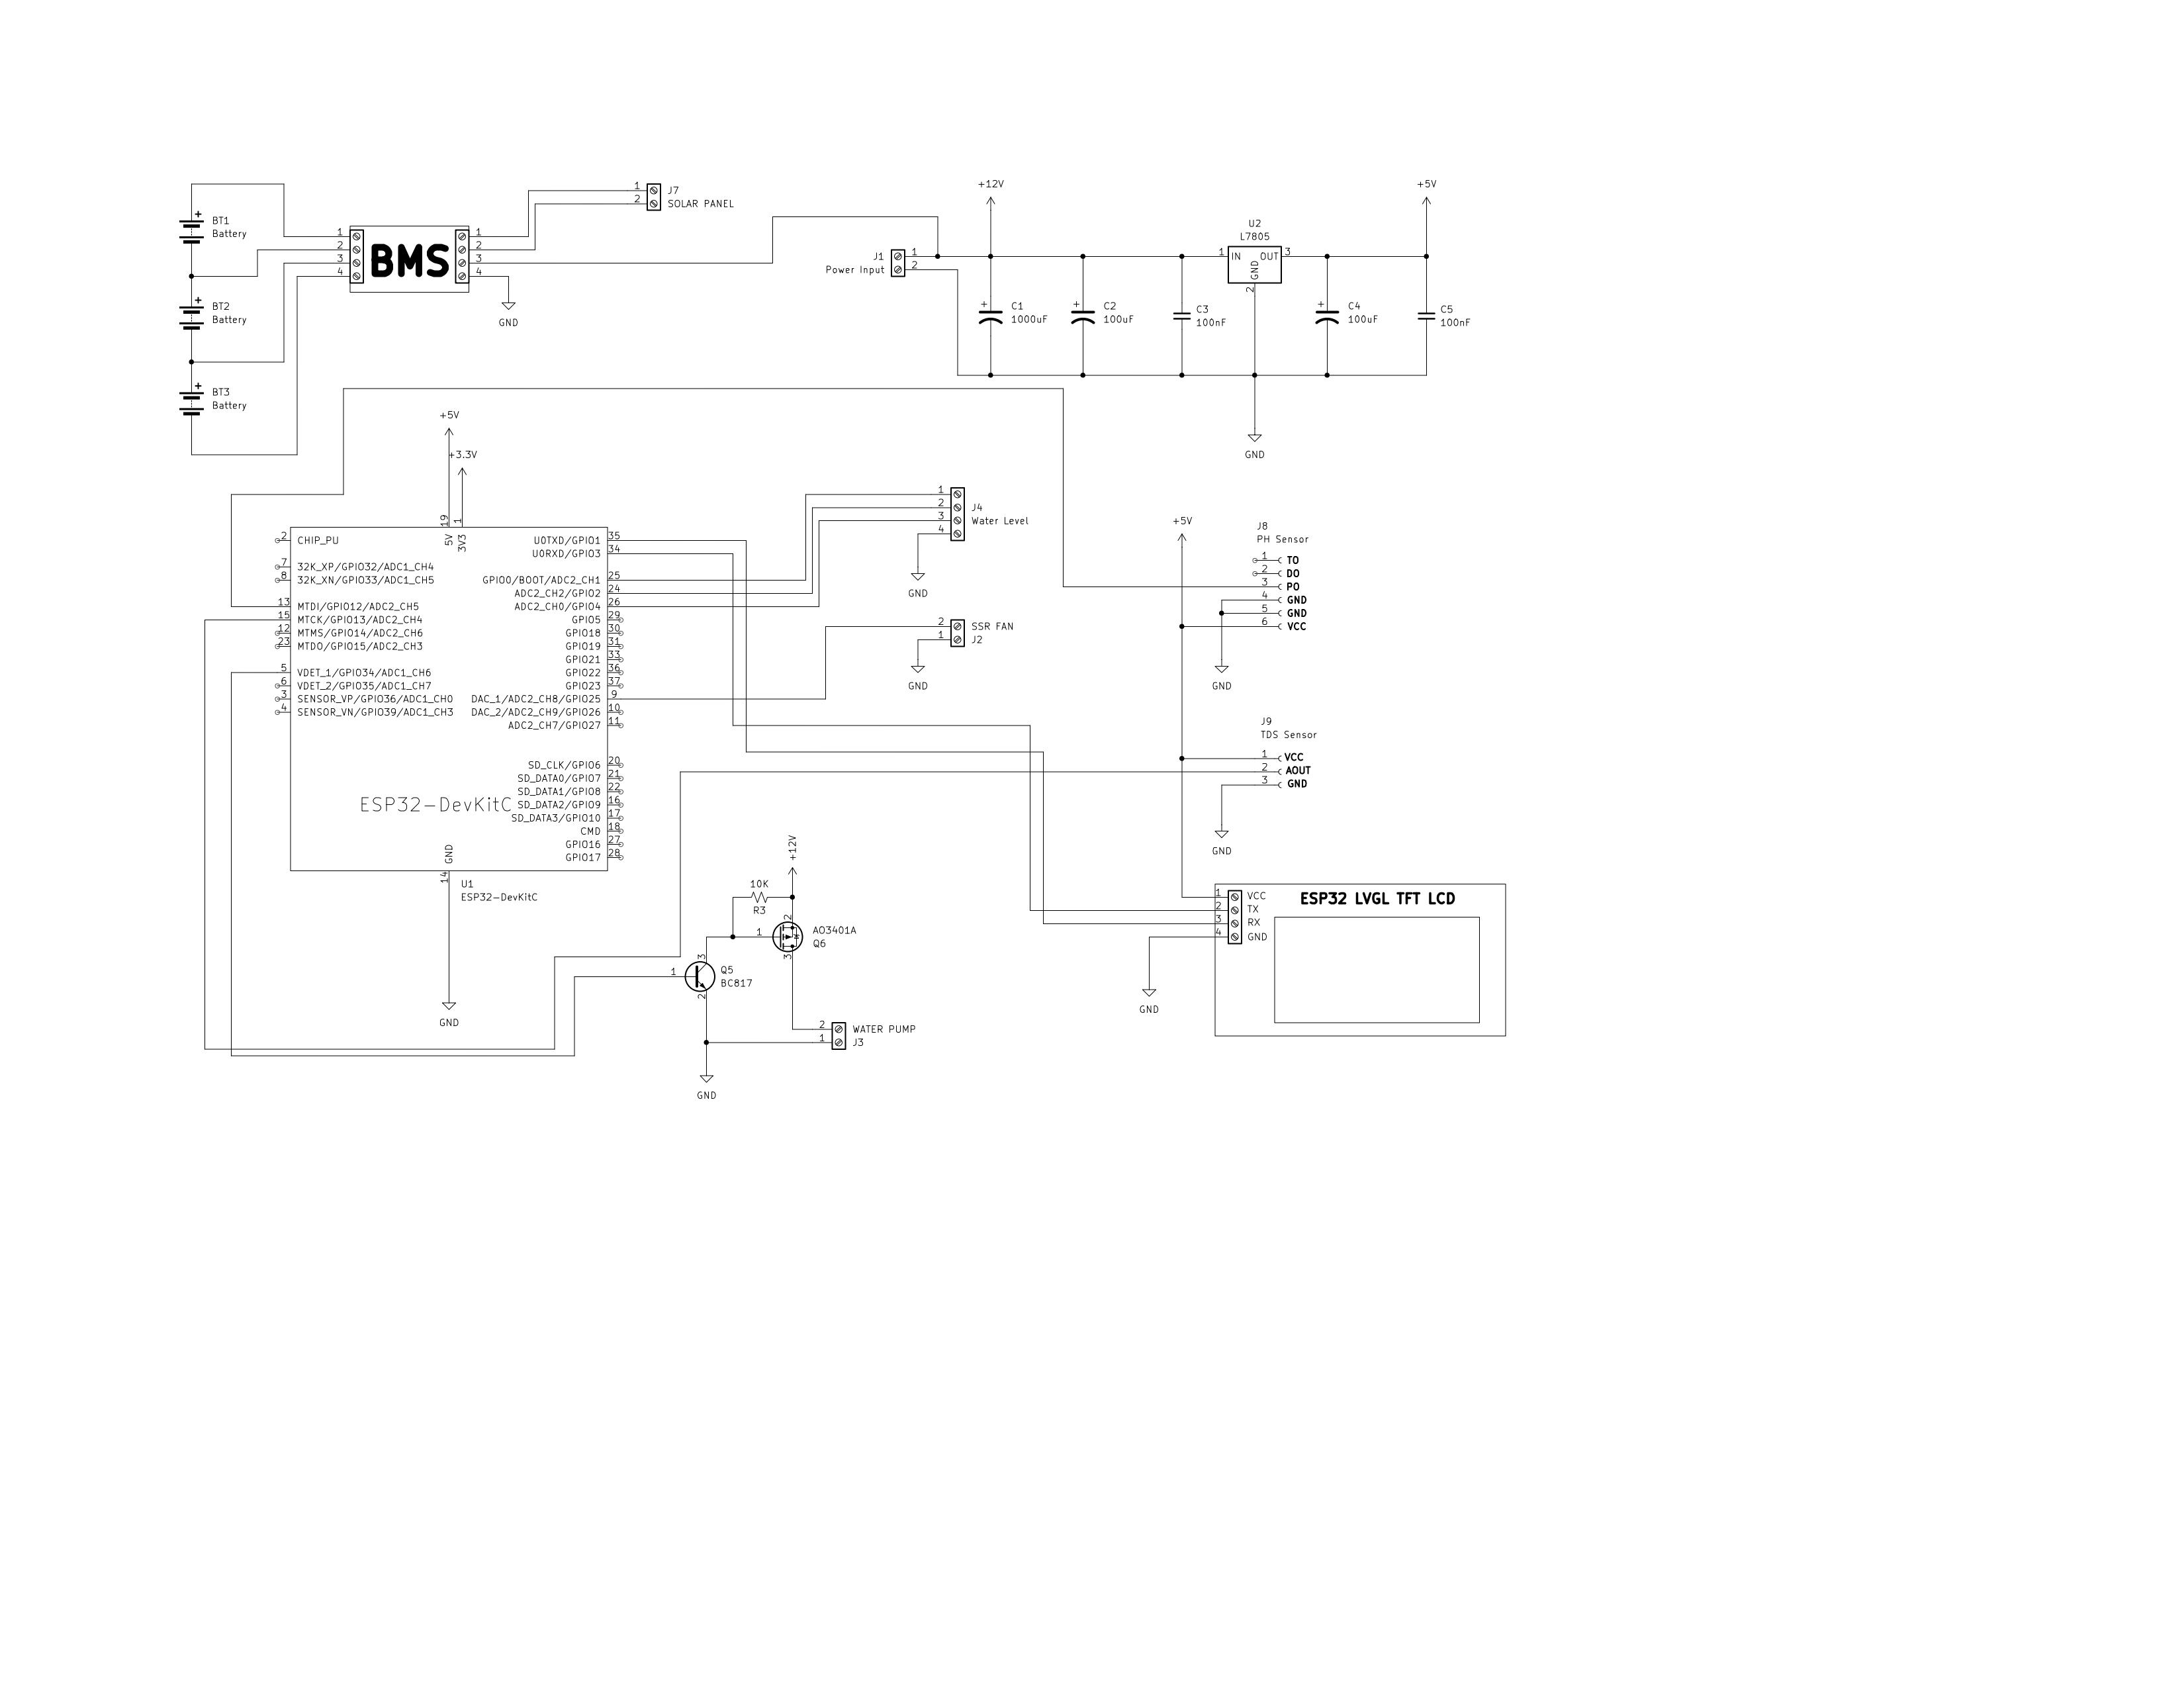 +12V
+5V
1 J7
2 SOLAR PANEL
BT1
Battery
U2
L7805
1
2
3
4
BMS
1
2
3
4
J1 1
Power Input 2
1 IN OUT 3
GND
2
GND
BT2
Battery
+ C1
1000uF
+ C2
100uF
C3
100nF
+ C4
100uF
C5
100nF
BT3
Battery
GND
+5V
+3.3V
19
1
5V
3V3
1
2 J4
3 Water Level
4
GND
2 CHIP_PU
7 32K_XP/GPIO32/ADC1_CH4
8 32K_XN/GPIO33/ADC1_CH5
13 MTDI/GPIO12/ADC2_CH5
15 MTCK/GPIO13/ADC2_CH4
12 MTMS/GPIO14/ADC2_CH6
23 MTDO/GPIO15/ADC2_CH3
5 VDET_1/GPIO34/ADC1_CH6
6 VDET_2/GPIO35/ADC1_CH7
3 SENSOR_VP/GPIO36/ADC1_CH0
4 SENSOR_VN/GPIO39/ADC1_CH3
U0TXD/GPIO1 35
U0RXD/GPIO3 34
GPIO0/BOOT/ADC2_CH1 25
ADC2_CH2/GPIO2 24
ADC2_CH0/GPIO4 26
GPIO5 29
GPIO18 30
GPIO19 31
GPIO21 33
GPIO22 36
GPIO23 37
DAC_1/ADC2_CH8/GPIO25 9
DAC_2/ADC2_CH9/GPIO26 10
ADC2_CH7/GPIO27 11
SD_CLK/GPIO6 20
SD_DATA0/GPIO7 21
SD_DATA1/GPIO8 22
SD_DATA2/GPIO9 16
SD_DATA3/GPIO10 17
CMD 18
GPIO16 27
GPIO17 28
ESP32-DevKitC
GND
14
U1
ESP32-DevKitC
GND
2 SSR FAN
1 J2
GND
+5V
J8
PH Sensor
1 TO
2 DO
3 PO
4 GND
5 GND
6 VCC
GND
J9
TDS Sensor
1 VCC
2 AOUT
3 GND
GND
+12V
10K
R3
2
1
AO3401A
Q6
3
3
1
Q5
BC817
2
2 WATER PUMP
1 J3
GND
ESP32 LVGL TFT LCD
1 VCC
2 TX
3 RX
4 GND
GND